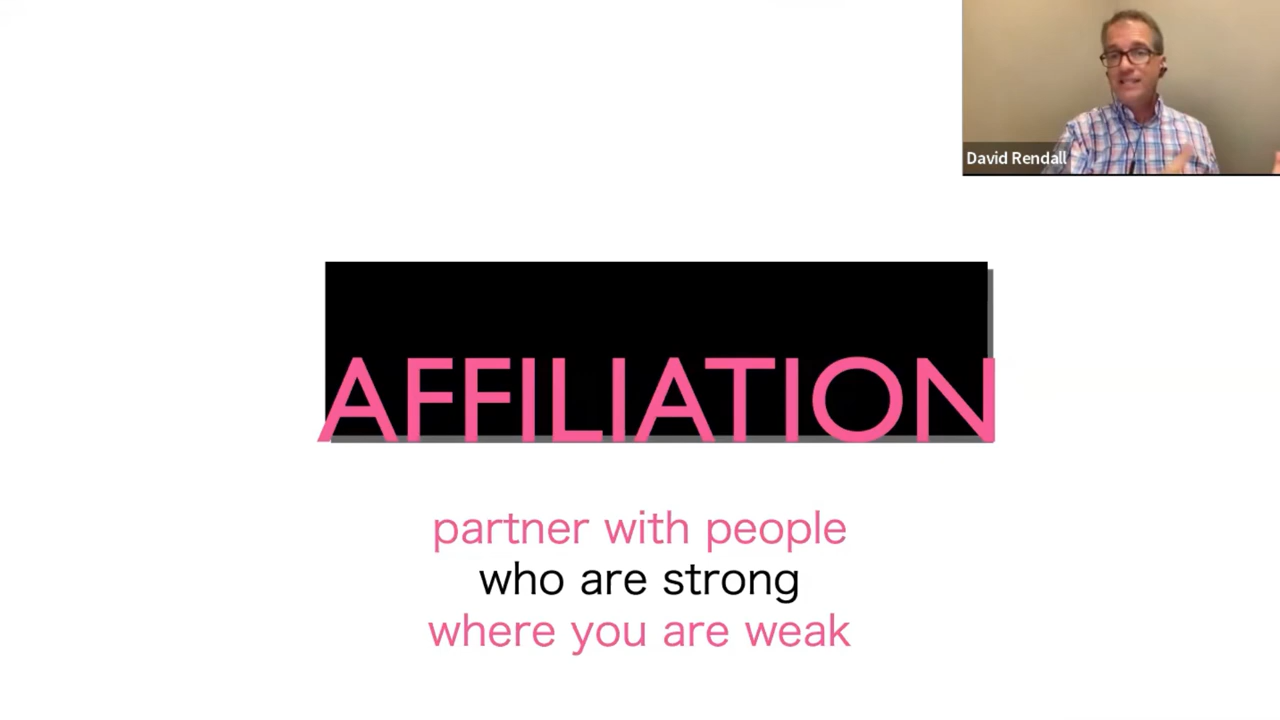 David Rendall
AFFILIATION
partner with people
who are strong
where you are weak